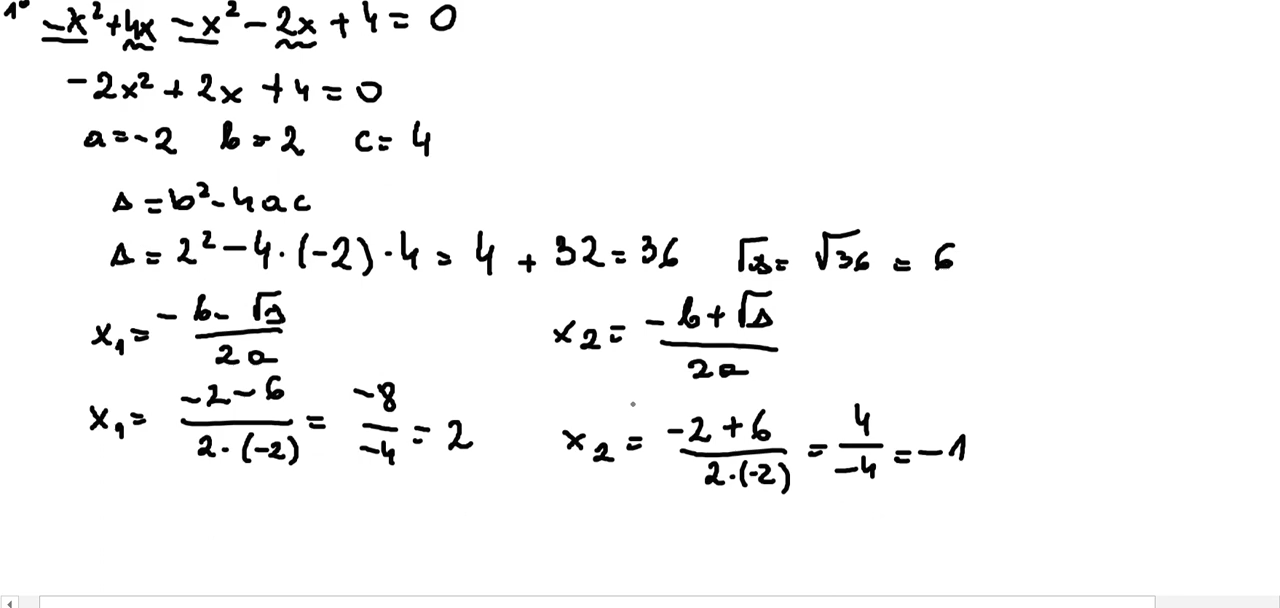 1° -x²+4x -x² - 2x + 4 = 0
-2x² + 2x + 4 = 0
a = -2 b = 2 c = 4
Δ = b² - 4ac
Δ = 2² - 4·(-2)·4 = 4 + 32 = 36 √Δ = √36 = 6
x₁ = (-b - √Δ)/(2a) x₂ = (-b + √Δ)/(2a)
x₁ = (-2 - 6)/(2·(-2)) = (-8)/(-4) = 2 x₂ = (-2 + 6)/(2·(-2)) = 4/(-4) = -1